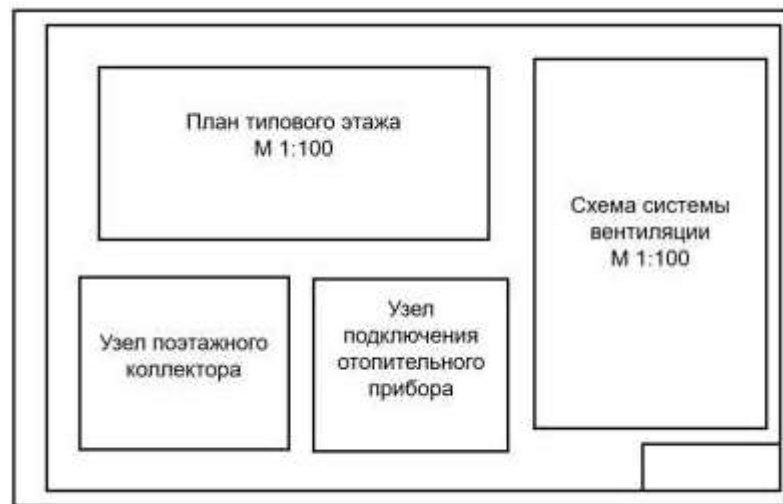 План типового этажа
М 1:100
Схема системы
вентиляции
М 1:100
Узел поэтажного
коллектора
Узел
подключения
отопительного
прибора